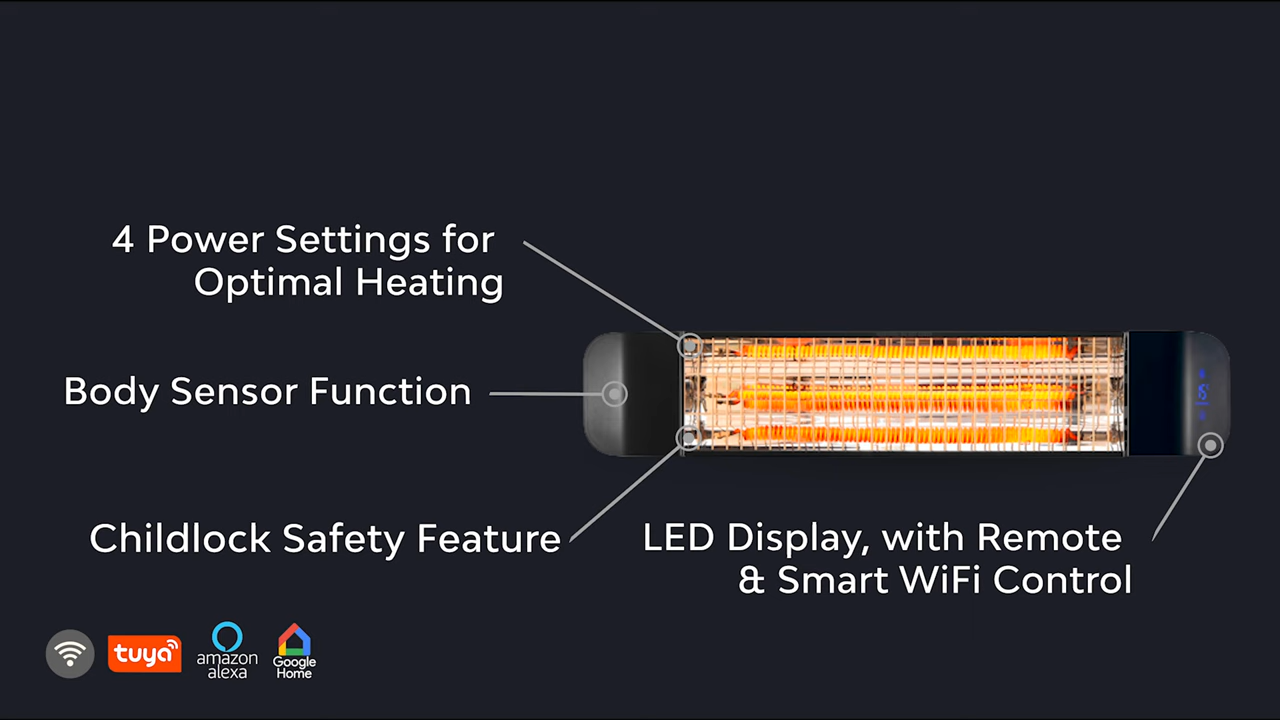 4 Power Settings for
Optimal Heating
Body Sensor Function
Childlock Safety Feature
LED Display, with Remote
& Smart WiFi Control
tuya
amazon
alexa
Google
Home